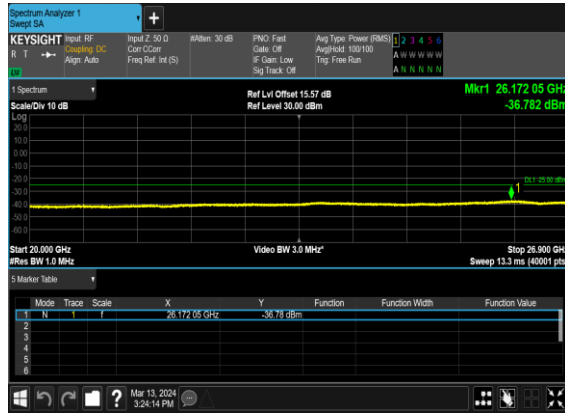 Spectrum Analyzer 1
Swept SA
+
KEYSIGHT Input: RF Input Z: 50 Ω #Atten: 30 dB PNO: Fast Avg Type: Power (RMS) 1 2 3 4 5 6
R T Coupling: DC Corr CCorr Gate: Off Avg|Hold: 100/100 A W W W W W
Align: Auto Freq Ref: Int (S) IF Gain: Low Trig: Free Run
Sig Track: Off A N N N N N
1 Spectrum Ref Lvl Offset 15.57 dB Mkr1 26.172 05 GHz
Scale/Div 10 dB Ref Level 30.00 dBm -36.782 dBm
Log
20.0
10.0
0.00
-10.0
-20.0
DL1 -25.00 dBm
1
-30.0
-40.0
-50.0
-60.0
Start 20.000 GHz Video BW 3.0 MHz* Stop 26.900 GHz
#Res BW 1.0 MHz Sweep 13.3 ms (40001 pts)
5 Marker Table
Mode Trace Scale X Y Function Function Width Function Value
1 N 1 f 26.172 05 GHz -36.78 dBm
2
3
4
5
6
? Mar 13, 2024
3:24:14 PM